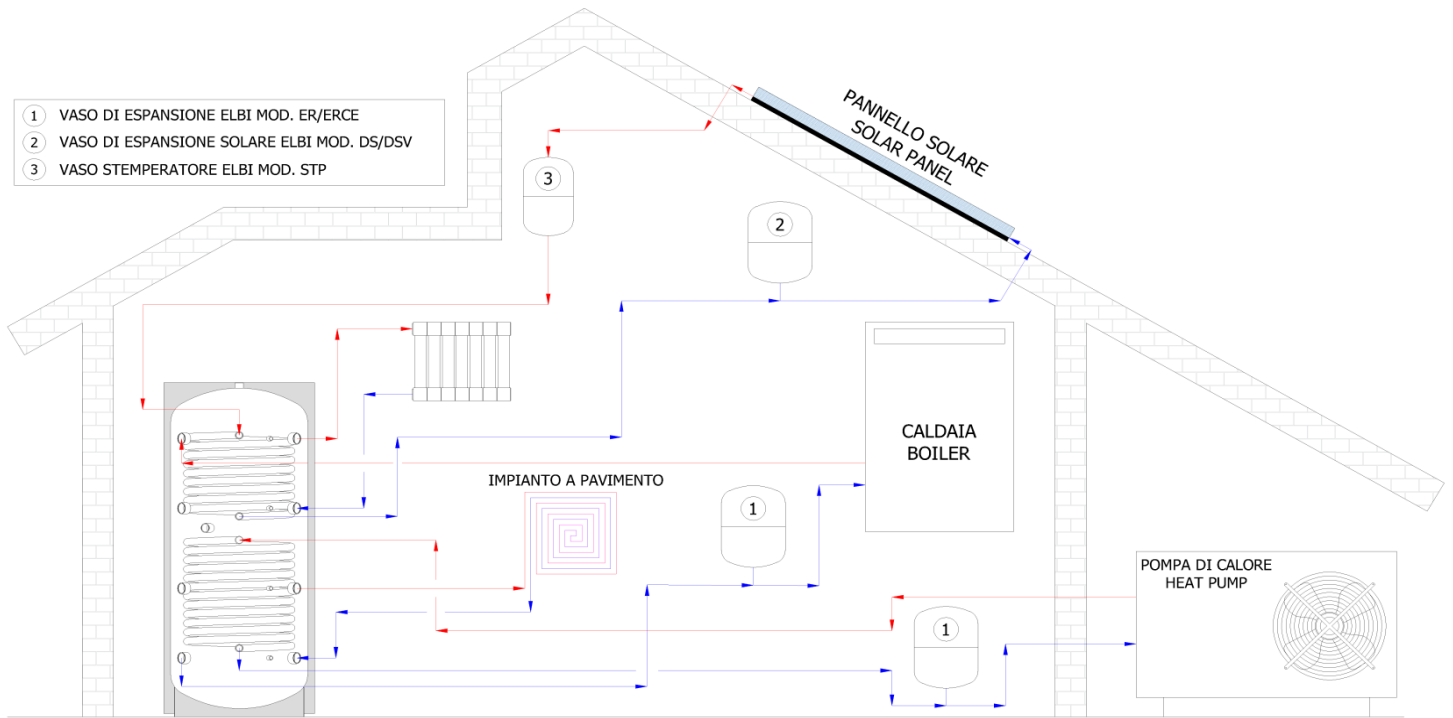 1 VASO DI ESPANSIONE ELBI MOD. ER/ERCE
2 VASO DI ESPANSIONE SOLARE ELBI MOD. DS/DSV
3 VASO STEMPERATORE ELBI MOD. STP
PANNELLO SOLARE
SOLAR PANEL
3
2
CALDAIA
BOILER
IMPIANTO A PAVIMENTO
1
POMPA DI CALORE
HEAT PUMP
1